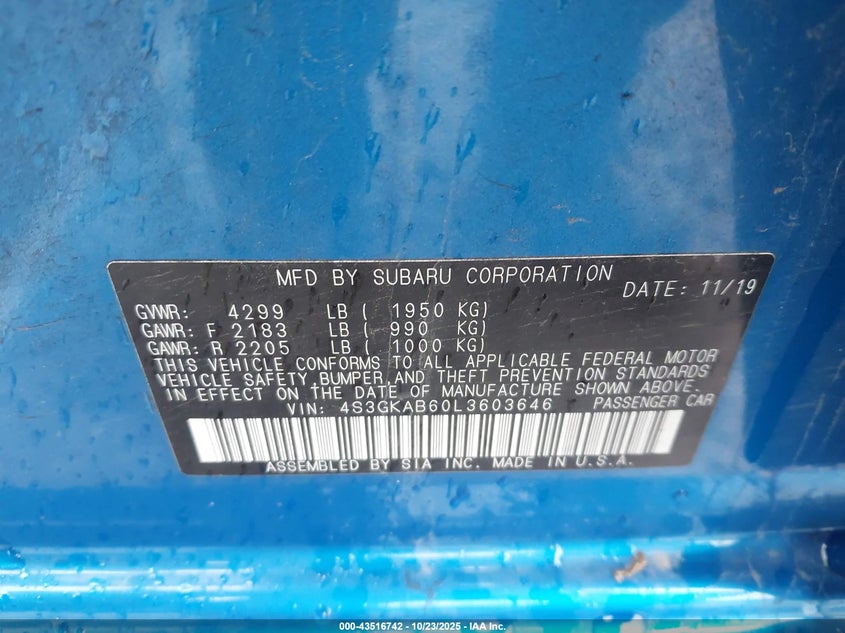 MFD BY SUBARU CORPORATION
DATE: 11/19
GVWR: 4299 LB ( 1950 KG)
GAWR: F 2183 LB ( 990 KG)
GAWR: R 2205 LB ( 1000 KG)
THIS VEHICLE CONFORMS TO ALL APPLICABLE FEDERAL MOTOR
VEHICLE SAFETY,BUMPER,AND THEFT PREVENTION STANDARDS
IN EFFECT ON THE DATE OF MANUFACTURE SHOWN ABOVE.
VIN: 4S3GKAB60L3603646 PASSENGER CAR
ASSEMBLED BY SIA INC. MADE IN U.S.A.
000-43516742 - 10/23/2025 - IAA Inc.